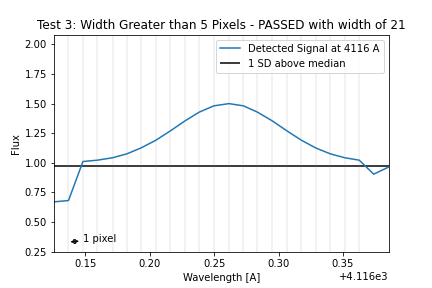 Test 3: Width Greater than 5 Pixels - PASSED with width of 21
2.00
1.75
1.50
1.25
1.00
0.75
0.50
0.25
Flux
Detected Signal at 4116 A
1 SD above median
1 pixel
0.15
0.20
0.25
0.30
0.35
Wavelength [A]
+4.116e3